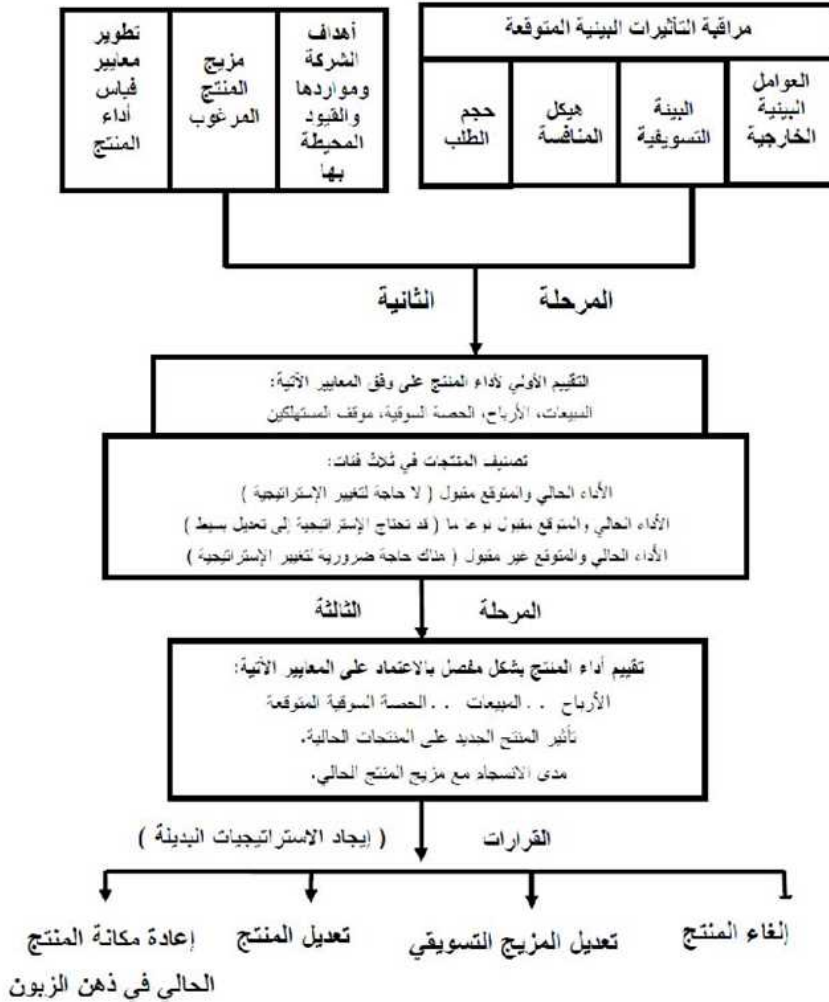 مراقبة التأثيرات البيئية المتوقعة
العوامل
البيئية
الخارجية
البيئة
التسويقية
هيكل
المنافسة
حجم
الطلب
أهداف
الشركة
ومواردها
والقيود
المحيطة
بها
مزيج
المنتج
المرغوب
تطوير
معايير
قياس
أداء
المنتج
المرحلة الثانية
التقييم الأولي لأداء المنتج على وفق المعايير الآتية:
المبيعات، الأرباح، الحصة السوقية، موقف المستهلكين
تصنيف المنتجات في ثلاث فئات:
الأداء الحالي والمتوقع مقبول ( لا حاجة لتغيير الإستراتيجية )
الأداء الحالي والمتوقع مقبول نوعا ما ( قد تحتاج الإستراتيجية إلى تعديل بسيط )
الأداء الحالي والمتوقع غير مقبول ( هناك حاجة ضرورية لتغيير الإستراتيجية )
المرحلة الثالثة
تقييم أداء المنتج بشكل مفصل بالاعتماد على المعايير الآتية:
الأرباح . . المبيعات . . الحصة السوقية المتوقعة
تأثير المنتج الجديد على المنتجات الحالية.
مدى الانسجام مع مزيج المنتج الحالي.
القرارات ( إيجاد الاستراتيجيات البديلة )
إلغاء المنتج
تعديل المزيج التسويقي
تعديل المنتج
إعادة مكانة المنتج
الحالي في ذهن الزبون